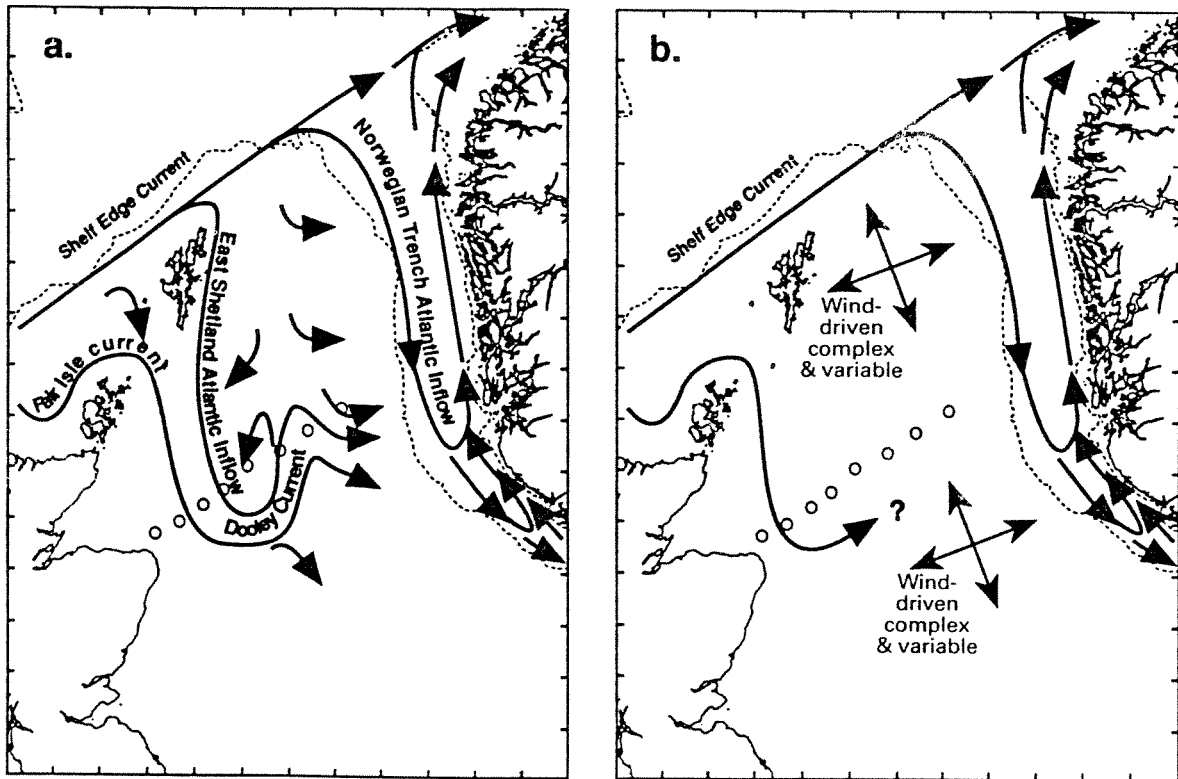 a.
Shelf Edge Current
Norwegian Trench Atlantic Inflow
East Shetland Atlantic Inflow
Fair Isle current
Dooley Current
b.
Shelf Edge Current
Wind-
driven
complex
& variable
?
Wind-
driven
complex
& variable